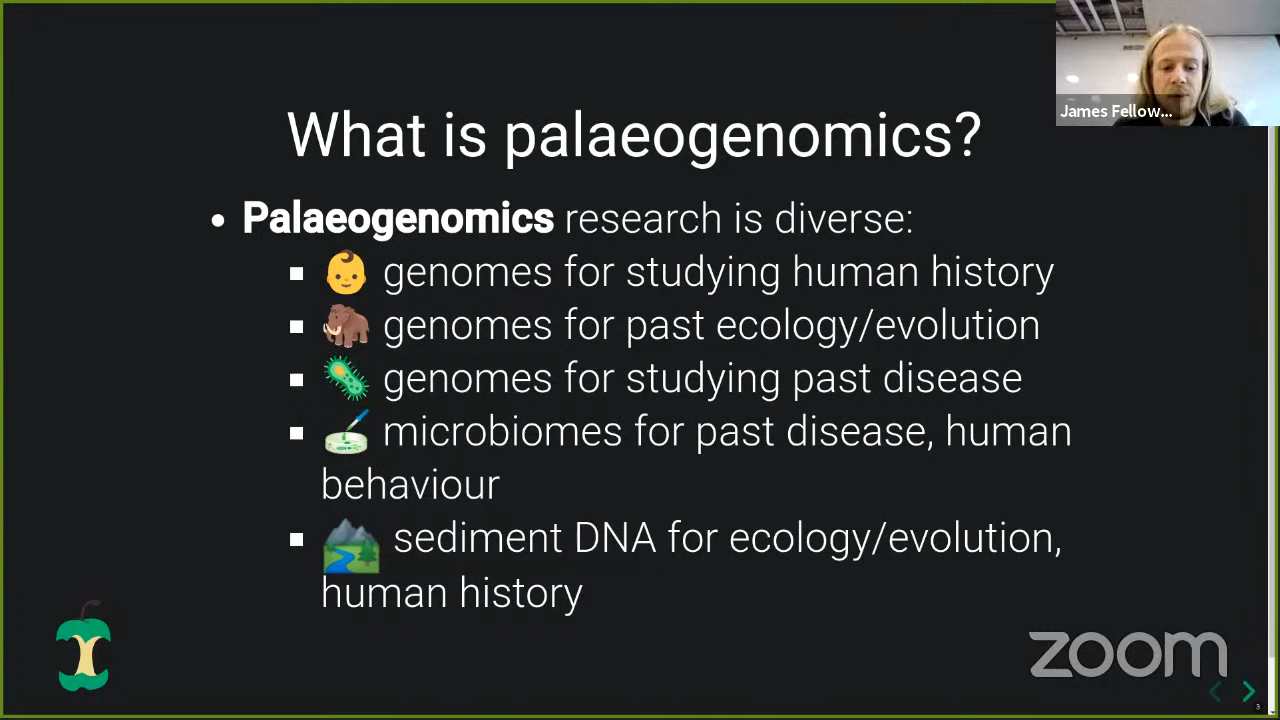 James Fellow...
What is palaeogenomics?
• Palaeogenomics research is diverse:
▪ 👶 genomes for studying human history
▪ 🦣 genomes for past ecology/evolution
▪ 🦠 genomes for studying past disease
▪ 🧫 microbiomes for past disease, human
behaviour
▪ 🏞️ sediment DNA for ecology/evolution,
human history
zoom
3